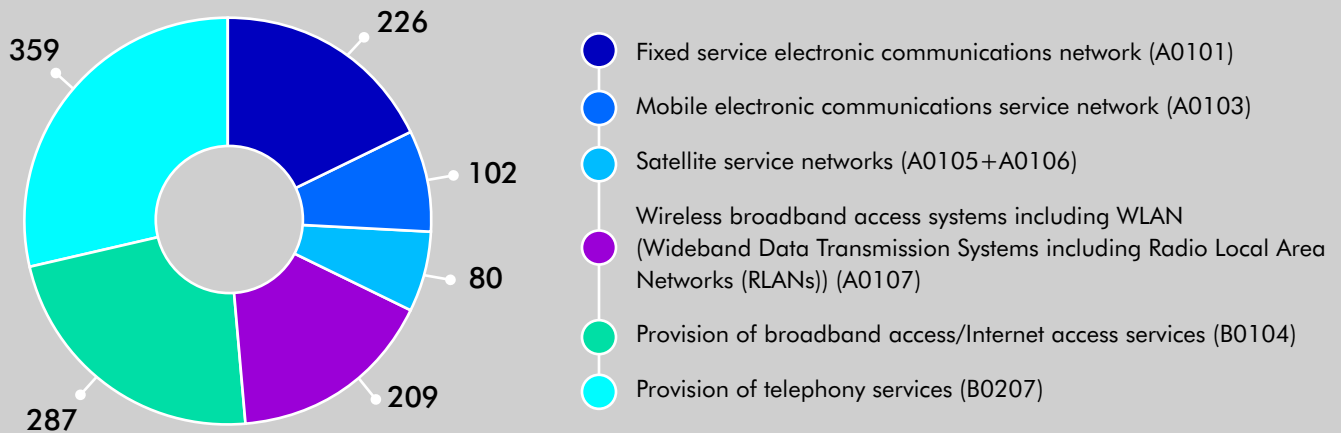 226
359
102
80
209
287
Fixed service electronic communications network (A0101)
Mobile electronic communications service network (A0103)
Satellite service networks (A0105+A0106)
Wireless broadband access systems including WLAN
(Wideband Data Transmission Systems including Radio Local Area
Networks (RLANs)) (A0107)
Provision of broadband access/Internet access services (B0104)
Provision of telephony services (B0207)